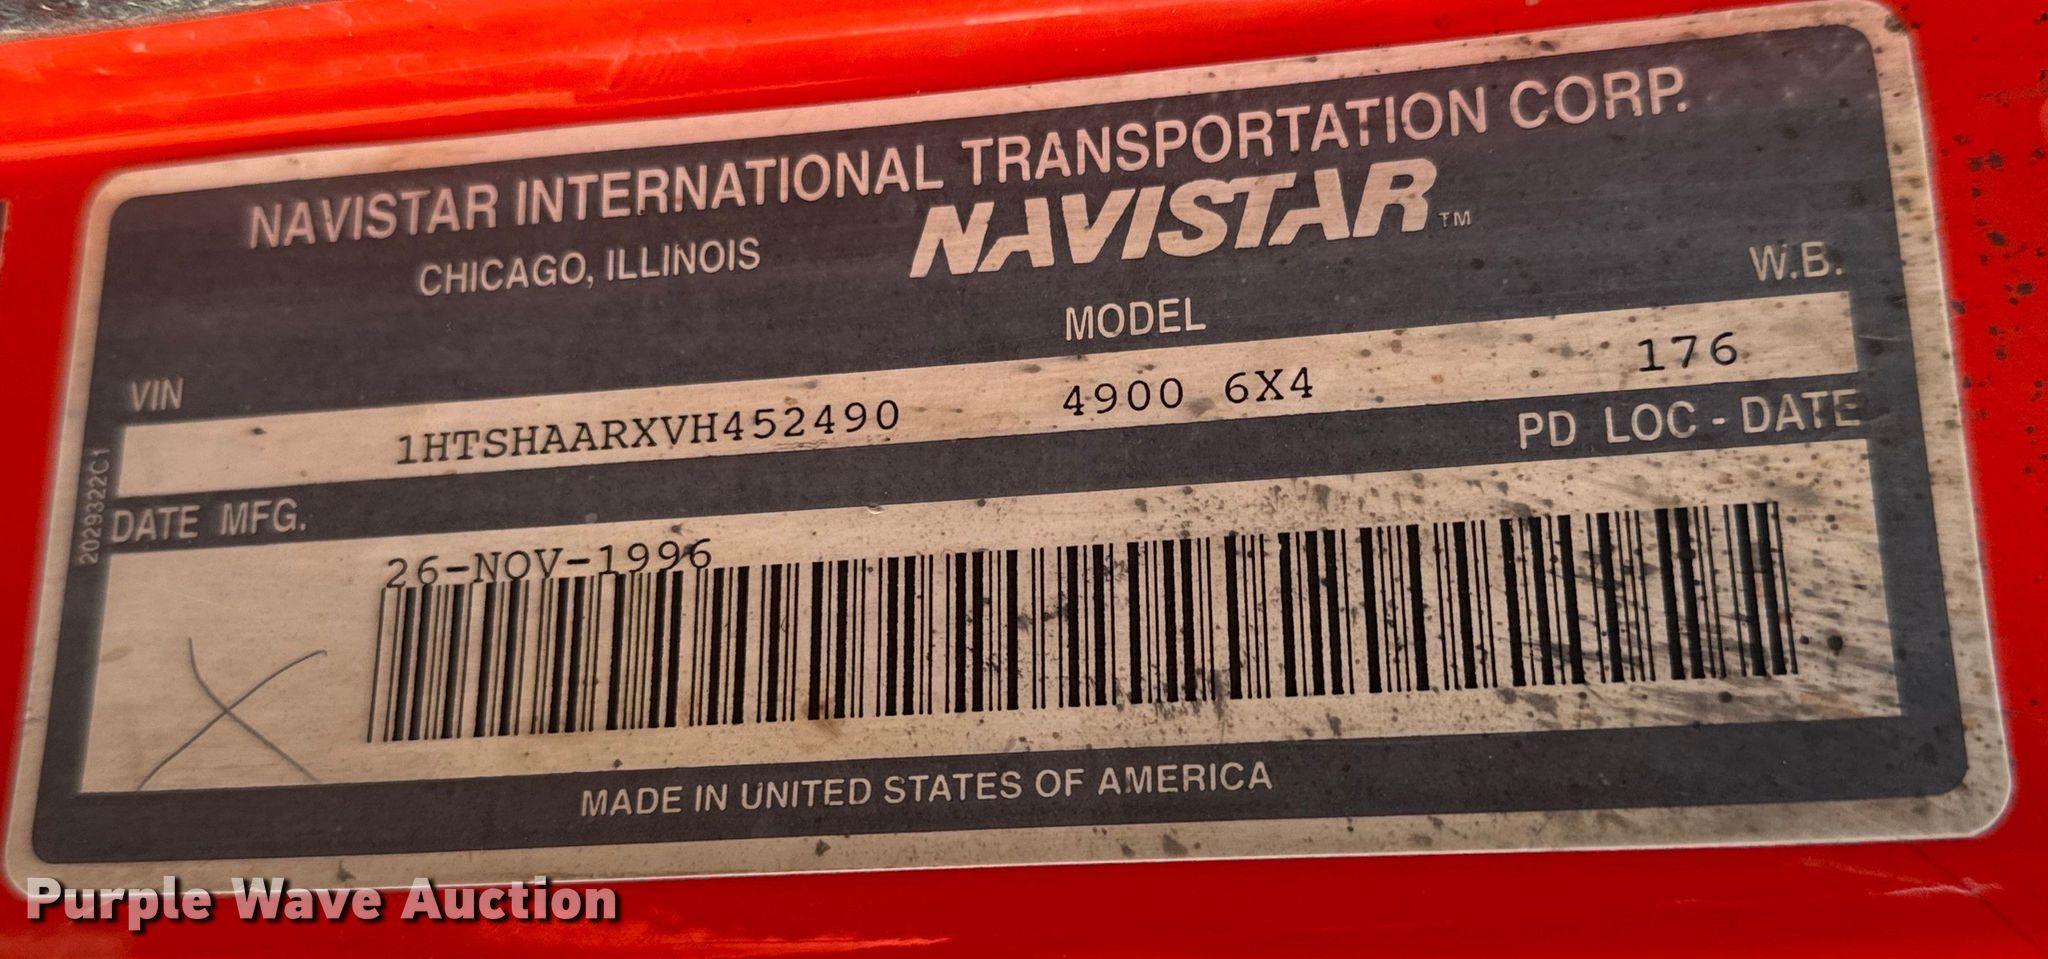 NAVISTAR INTERNATIONAL TRANSPORTATION CORP.
CHICAGO, ILLINOIS
NAVISTAR™
VIN
MODEL
W.B.
1HTSHAARXVH452490
4900 6X4
176
DATE MFG.
PD LOC - DATE
26-NOV-1996
2029322C1
MADE IN UNITED STATES OF AMERICA
Purple Wave Auction